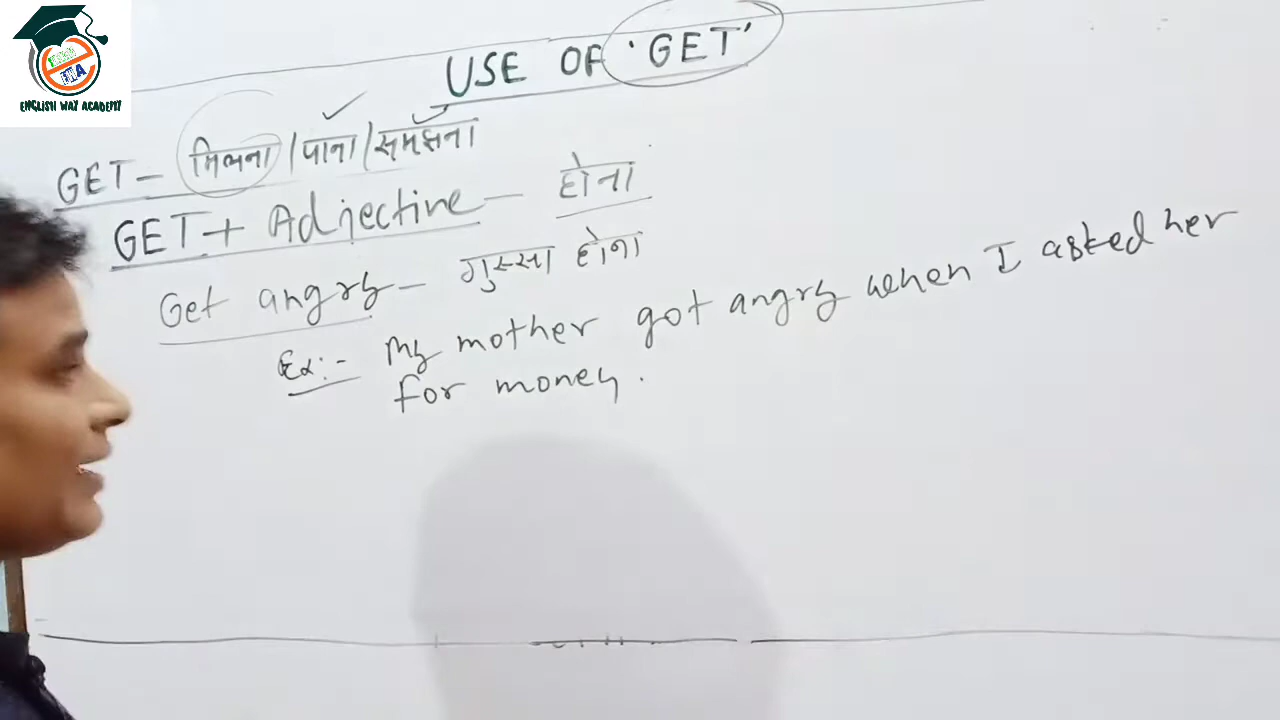 ENGLISH WAY ACADEMY
USE OF 'GET'
GET- मिलना/पाना/समझना
GET+ Adjective- होना
Get angry- गुस्सा होना
Ex:- My mother got angry when I asked her
for money.